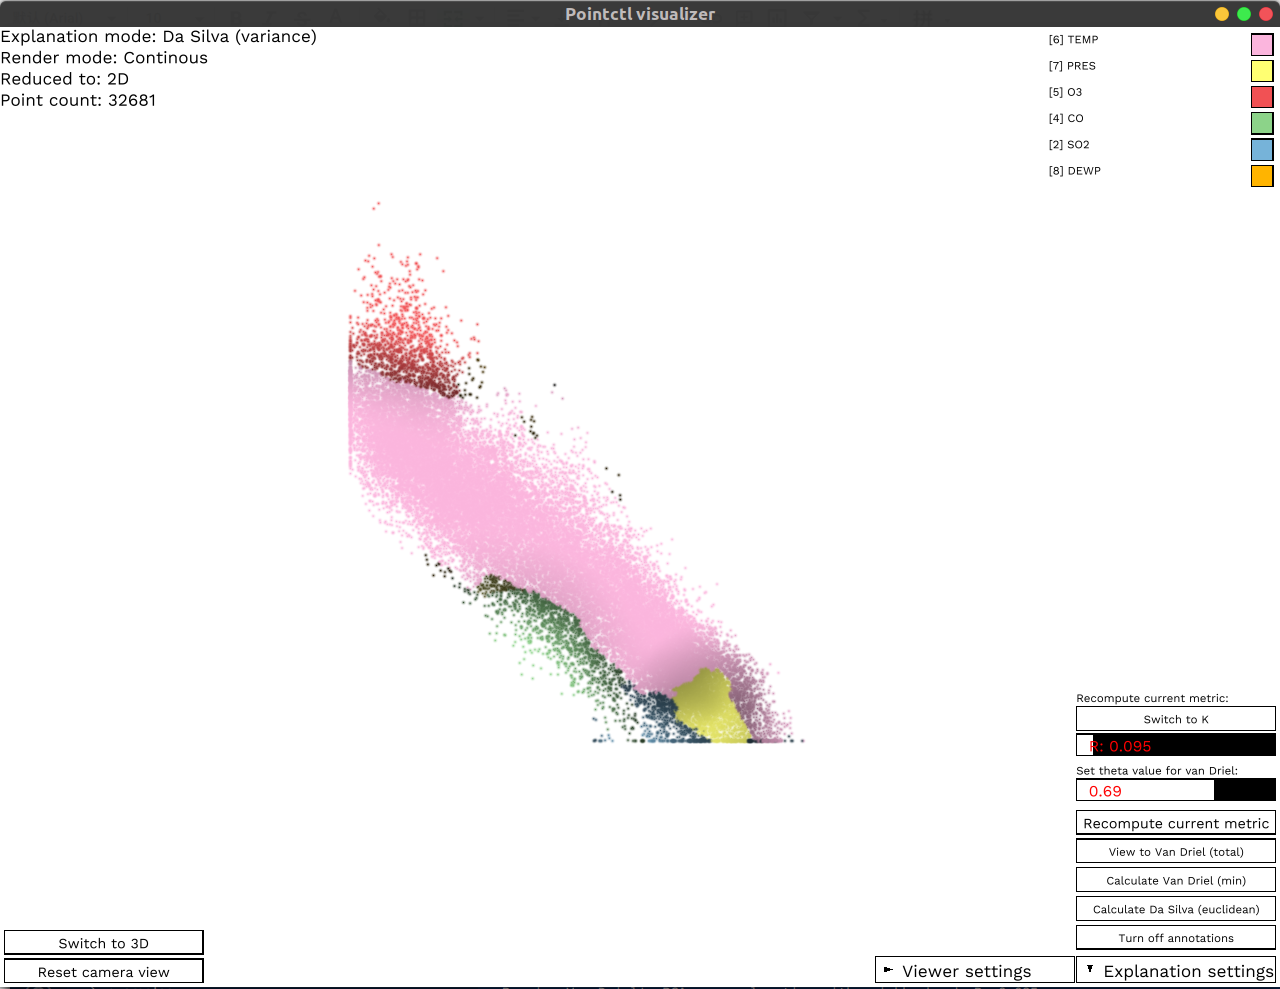 Pointctl visualizer
Explanation mode: Da Silva (variance)
Render mode: Continous
Reduced to: 2D
Point count: 32681
[6] TEMP
[7] PRES
[5] O3
[4] CO
[2] SO2
[8] DEWP
Recompute current metric:
Switch to K
R: 0.095
Set theta value for van Driel:
0.69
Recompute current metric
View to Van Driel (total)
Calculate Van Driel (min)
Calculate Da Silva (euclidean)
Turn off annotations
Switch to 3D
Reset camera view
Viewer settings
Explanation settings